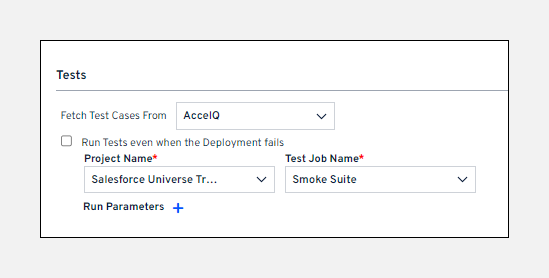 Tests
Fetch Test Cases From AccelQ
Run Tests even when the Deployment fails
Project Name* Test Job Name*
Salesforce Universe Tr... Smoke Suite
Run Parameters +